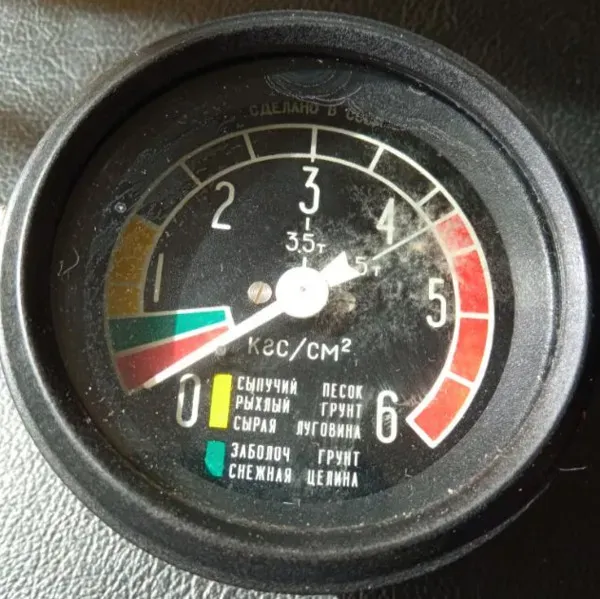 СДЕЛАНО В СССР
3
2
4
3.5т
5т
1
5
кгс/см²
0
6
СЫПУЧИЙ ПЕСОК
РЫХЛЫЙ ГРУНТ
СЫРАЯ ЛУГОВИНА
ЗАБОЛОЧ ГРУНТ
СНЕЖНАЯ ЦЕЛИНА